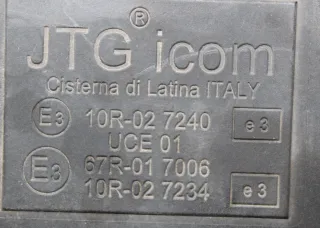 JTG® icom
Cisterna di Latina ITALY
E3 10R-02 7240 e3
UCE 01
E3 67R-01 7006
10R-02 7234 e3